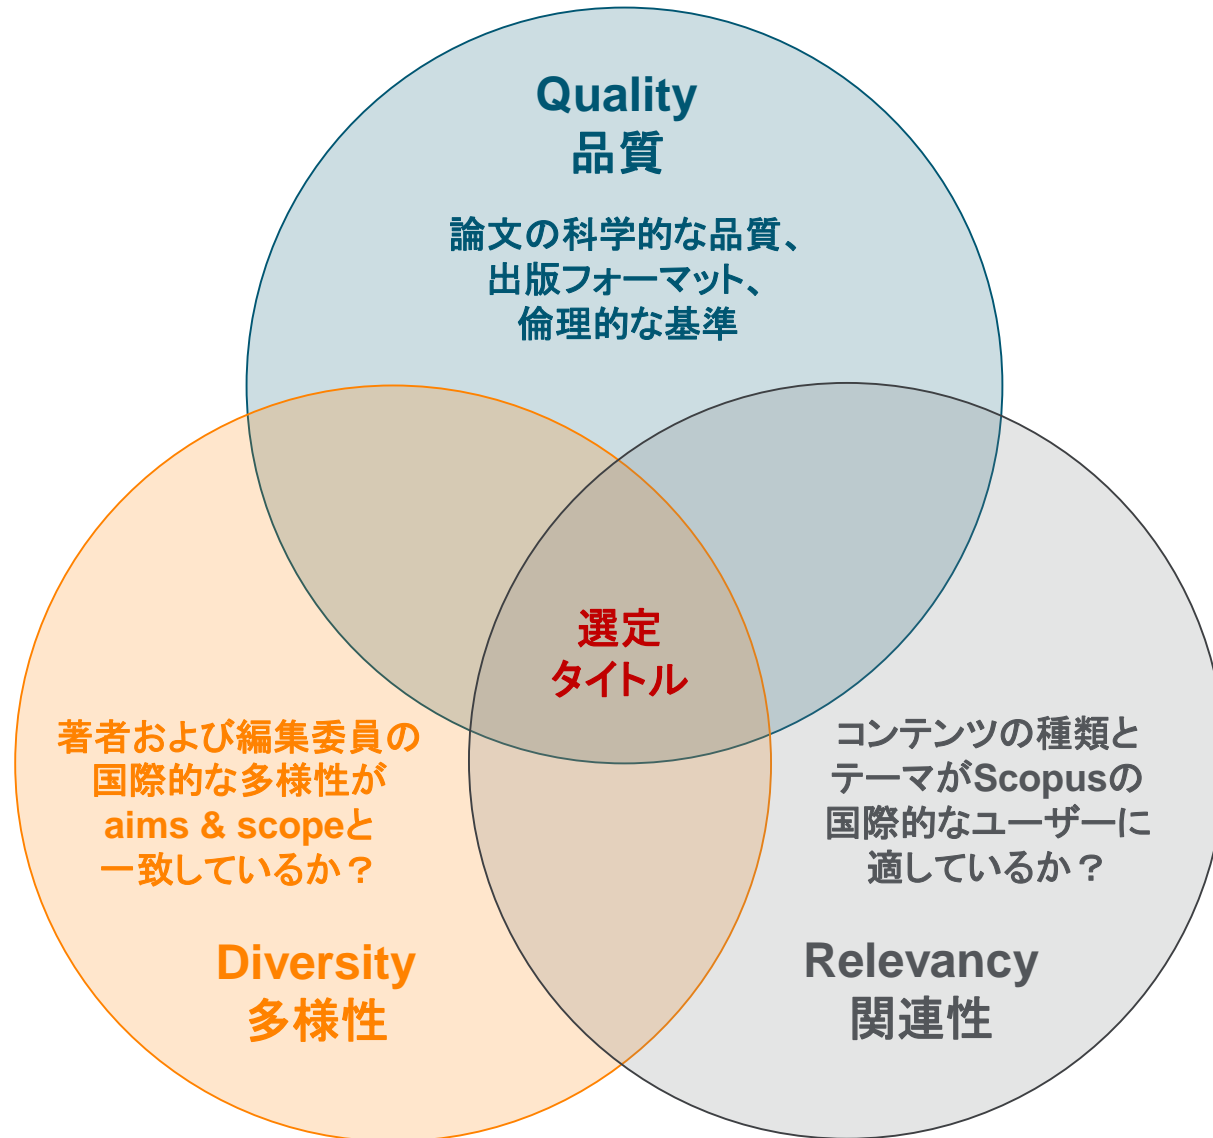 Quality
品質
論文の科学的な品質、
出版フォーマット、
倫理的な基準
選定
タイトル
著者および編集委員の
国際的な多様性が
aims & scopeと
一致しているか？
Diversity
多様性
コンテンツの種類と
テーマがScopusの
国際的なユーザーに
適しているか？
Relevancy
関連性